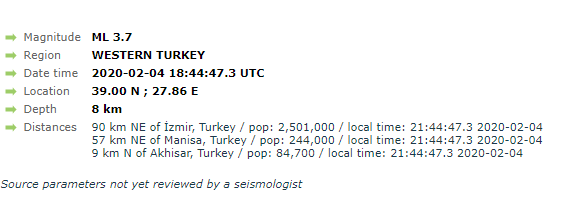 Magnitude ML 3.7
Region WESTERN TURKEY
Date time 2020-02-04 18:44:47.3 UTC
Location 39.00 N ; 27.86 E
Depth 8 km
Distances 90 km NE of İzmir, Turkey / pop: 2,501,000 / local time: 21:44:47.3 2020-02-04
57 km NE of Manisa, Turkey / pop: 244,000 / local time: 21:44:47.3 2020-02-04
9 km N of Akhisar, Turkey / pop: 84,700 / local time: 21:44:47.3 2020-02-04
Source parameters not yet reviewed by a seismologist